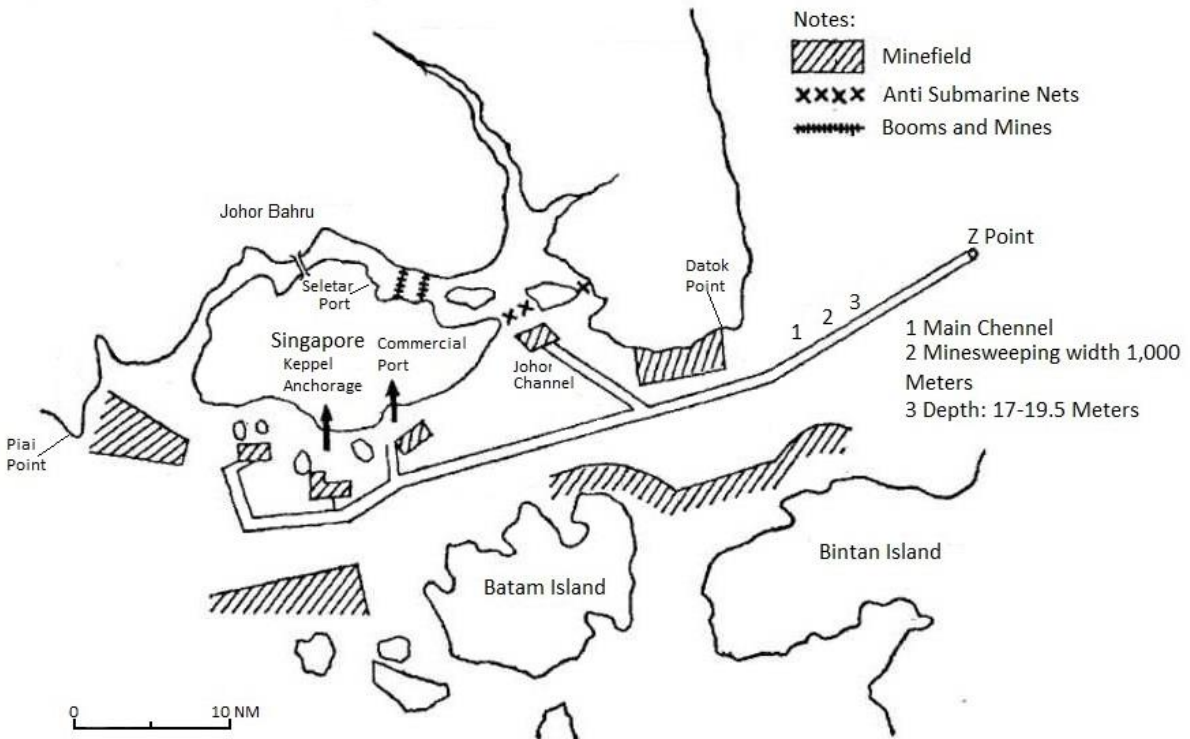 Notes:
Minefield
Anti Submarine Nets
Booms and Mines
Johor Bahru
Z Point
Datok
Point
Seletar
Port
1 2 3
Singapore
Keppel
Anchorage
Commercial
Port
Johor
Channel
1 Main Chennel
2 Minesweeping width 1,000
Meters
3 Depth: 17-19.5 Meters
Piai
Point
Bintan Island
Batam Island
0 10 NM